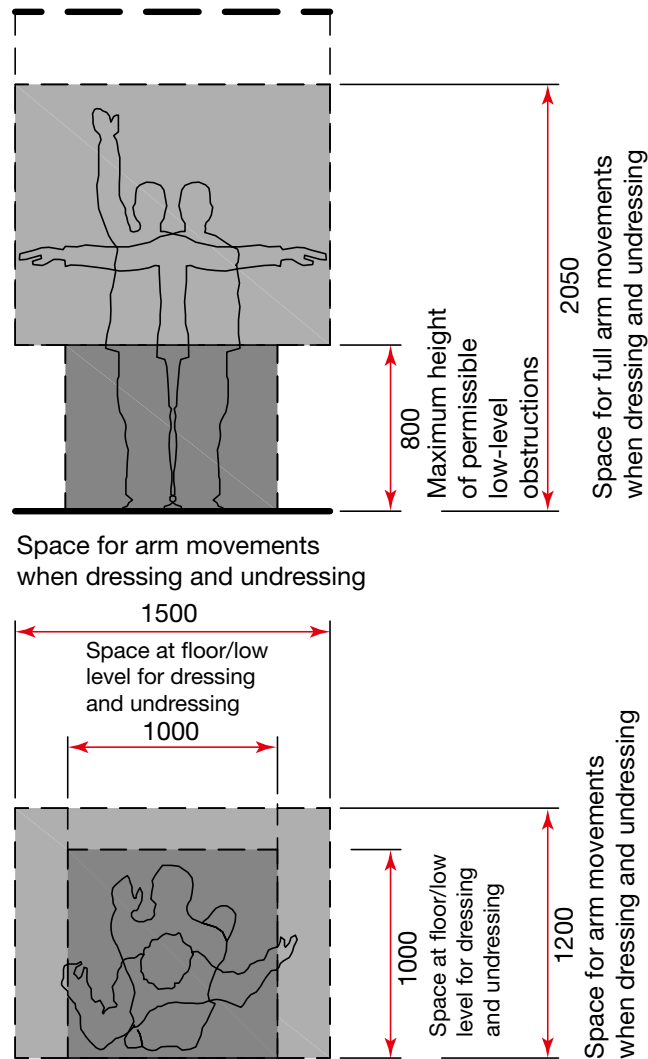 800
Maximum height
of permissible
low-level
obstructions
2050
Space for full arm movements
when dressing and undressing
Space for arm movements
when dressing and undressing
1500
Space at floor/low
level for dressing
and undressing
1000
1000
Space at floor/low
level for dressing
and undressing
1200
Space for arm movements
when dressing and undressing